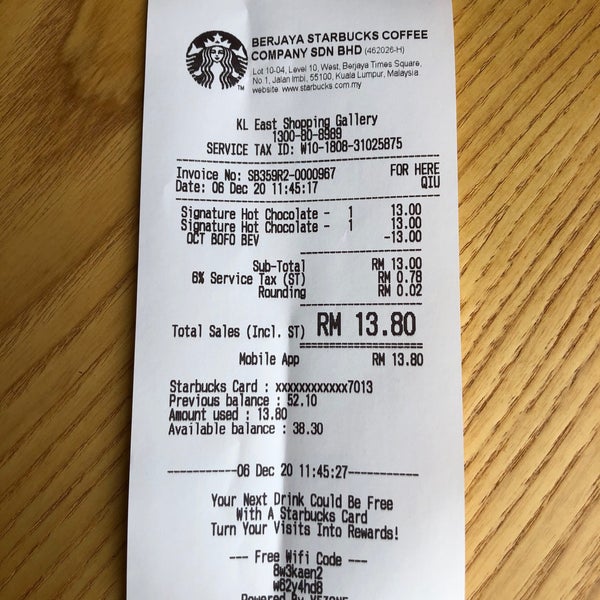 BERJAYA STARBUCKS COFFEE
COMPANY SDN BHD (462026-H)
Lot 10-04, Level 10, West, Berjaya Times Square,
No.1, Jalan Imbi, 55100, Kuala Lumpur, Malaysia.
website: www.starbucks.com.my
TM
KL East Shopping Gallery
1300-80-8989
SERVICE TAX ID: W10-1808-31025875
Invoice No: SB359R2-0000967 FOR HERE
Date: 06 Dec 20 11:45:17 QIU
Signature Hot Chocolate - 1 13.00
Signature Hot Chocolate - 1 13.00
OCT BOFO BEV -13.00
Sub-Total RM 13.00
6% Service Tax (ST) RM 0.78
Rounding RM 0.02
Total Sales (Incl. ST) RM 13.80
Mobile App RM 13.80
Starbucks Card : xxxxxxxxxxxx7013
Previous balance : 52.10
Amount used : 13.80
Available balance : 38.30
-----------06 Dec 20 11:45:27-----------
Your Next Drink Could Be Free
With A Starbucks Card
Turn Your Visits Into Rewards!
--- Free Wifi Code ---
8w3kaen2
w62y4hd8
Powered By